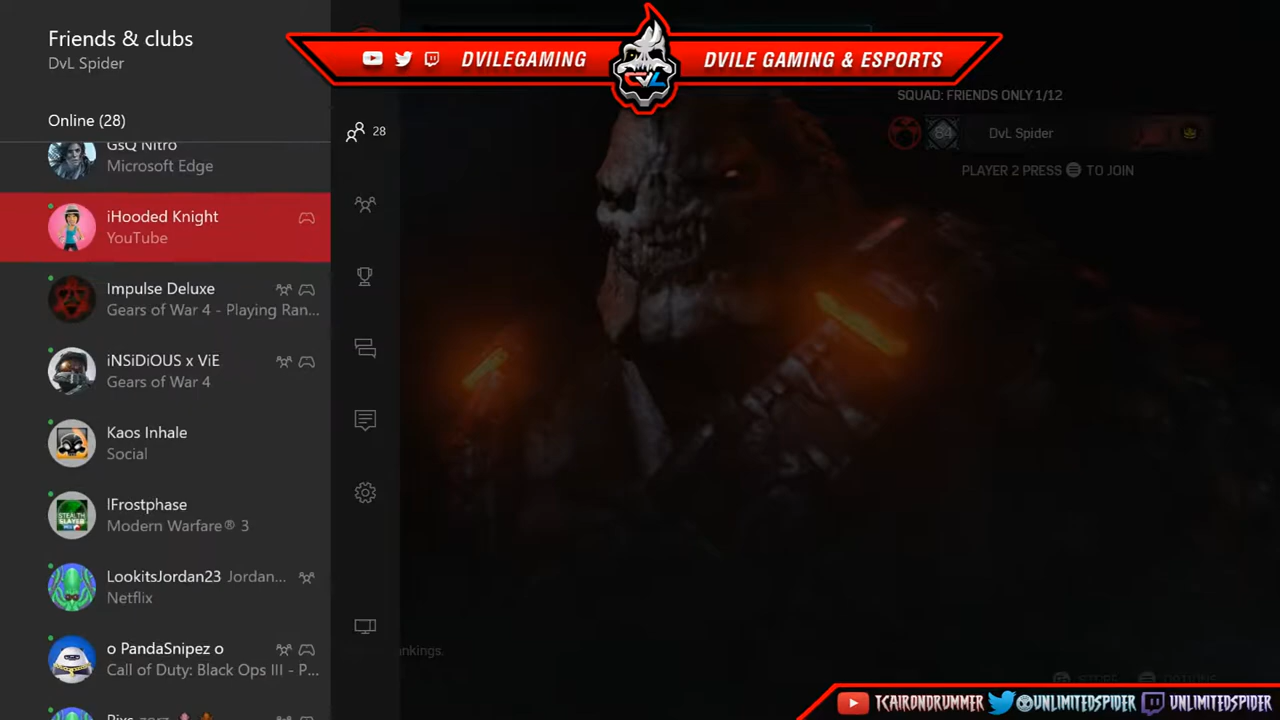 Friends & clubs
DvL Spider
DVILEGAMING
DVILE GAMING & ESPORTS
Online (28)
28
SQUAD: FRIENDS ONLY 1/12
84 DvL Spider
PLAYER 2 PRESS TO JOIN
GsQ Nitro
Microsoft Edge
iHooded Knight
YouTube
Impulse Deluxe
Gears of War 4 - Playing Ran...
iNSiDiOUS x ViE
Gears of War 4
Kaos Inhale
Social
lFrostphase
Modern Warfare® 3
LookitsJordan23 Jordan...
Netflix
o PandaSnipez o
Call of Duty: Black Ops III - P...
ankings.
OPTIONS
TCAIRONDRUMMER
@UNLIMITEDSPIDER
UNLIMITEDSPIDER